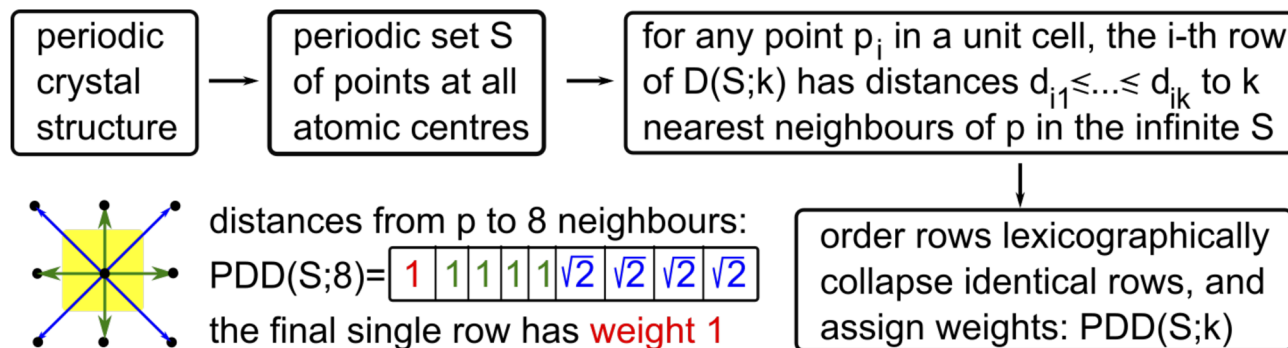 periodic
crystal
structure
periodic set S
of points at all
atomic centres
for any point pᵢ in a unit cell, the i-th row
of D(S;k) has distances dᵢ₁⩽...⩽ dᵢₖ to k
nearest neighbours of p in the infinite S
distances from p to 8 neighbours:
PDD(S;8)= 1 1 1 1 1 √2 √2 √2 √2
the final single row has weight 1
order rows lexicographically
collapse identical rows, and
assign weights: PDD(S;k)